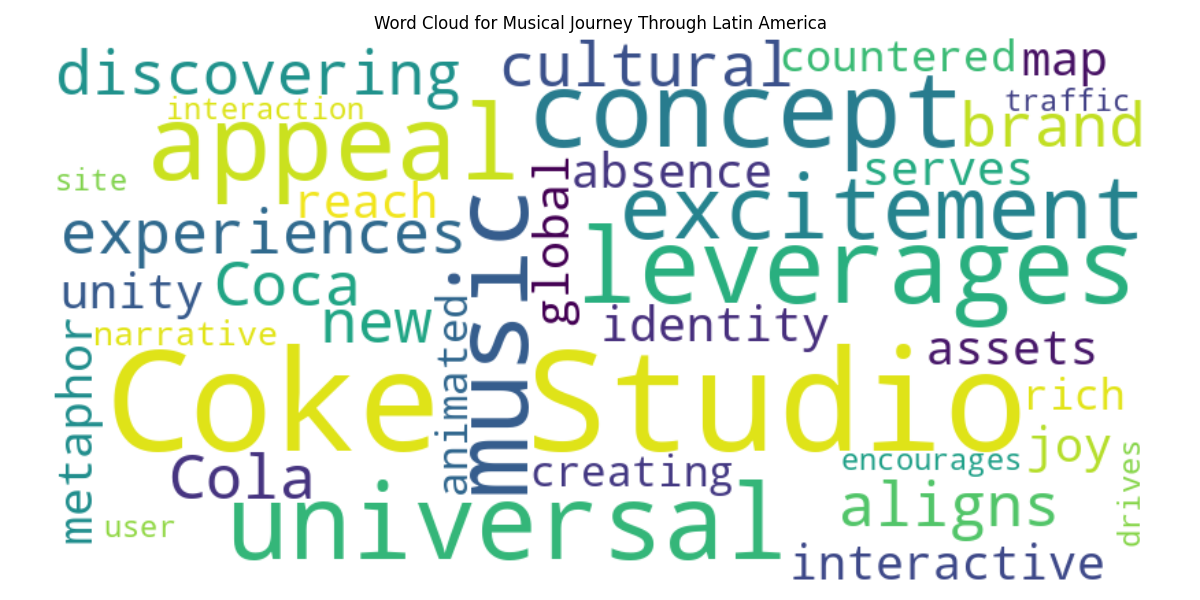 Word Cloud for Musical Journey Through Latin America
discovering
cultural
countered
map
interaction
appeal
concept
traffic
brand
site
reach
absence
serves
global
experiences
music
excitement
unity
Coca
leverages
new
identity
narrative
animated
assets
metaphor
Coke Studio
rich
joy
Cola
creating
encourages
drives
user
universal
aligns
interactive